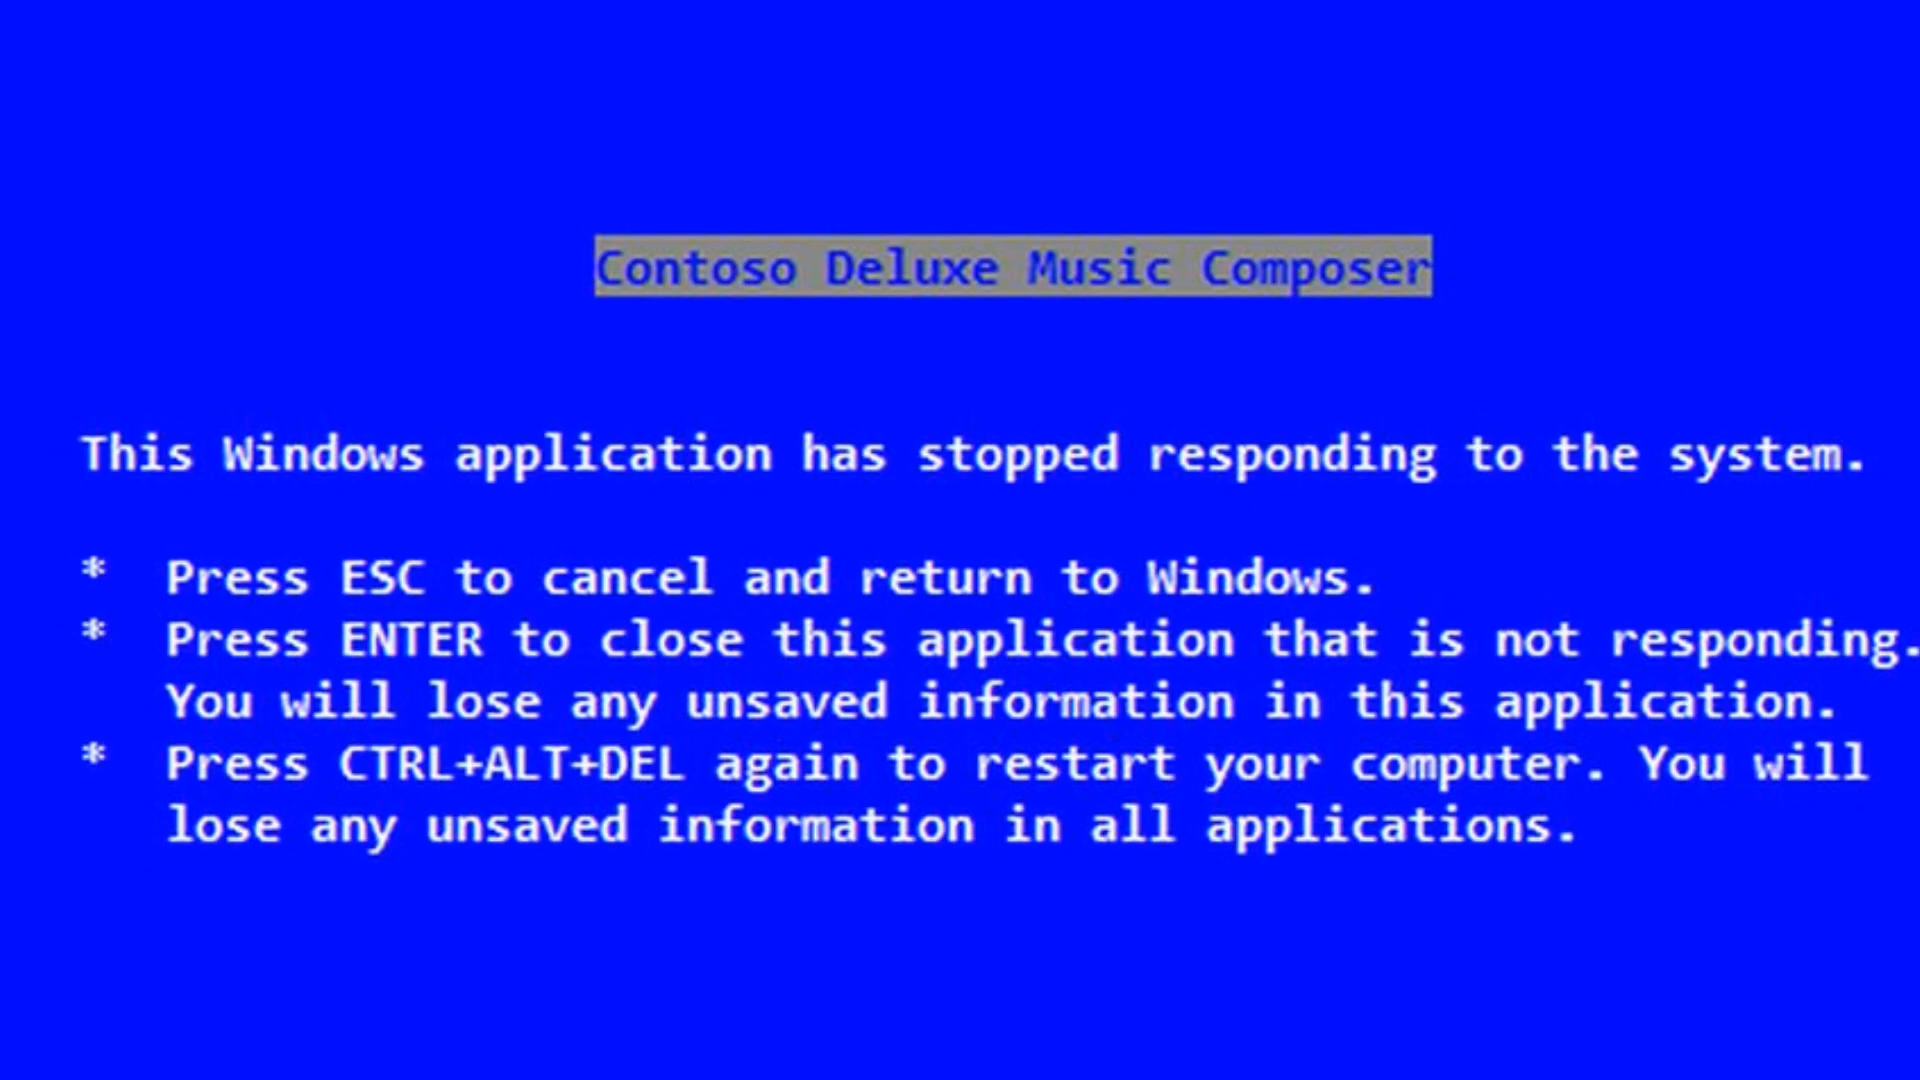 Contoso Deluxe Music Composer
This Windows application has stopped responding to the system.
*  Press ESC to cancel and return to Windows.
*  Press ENTER to close this application that is not responding.
You will lose any unsaved information in this application.
*  Press CTRL+ALT+DEL again to restart your computer. You will
lose any unsaved information in all applications.